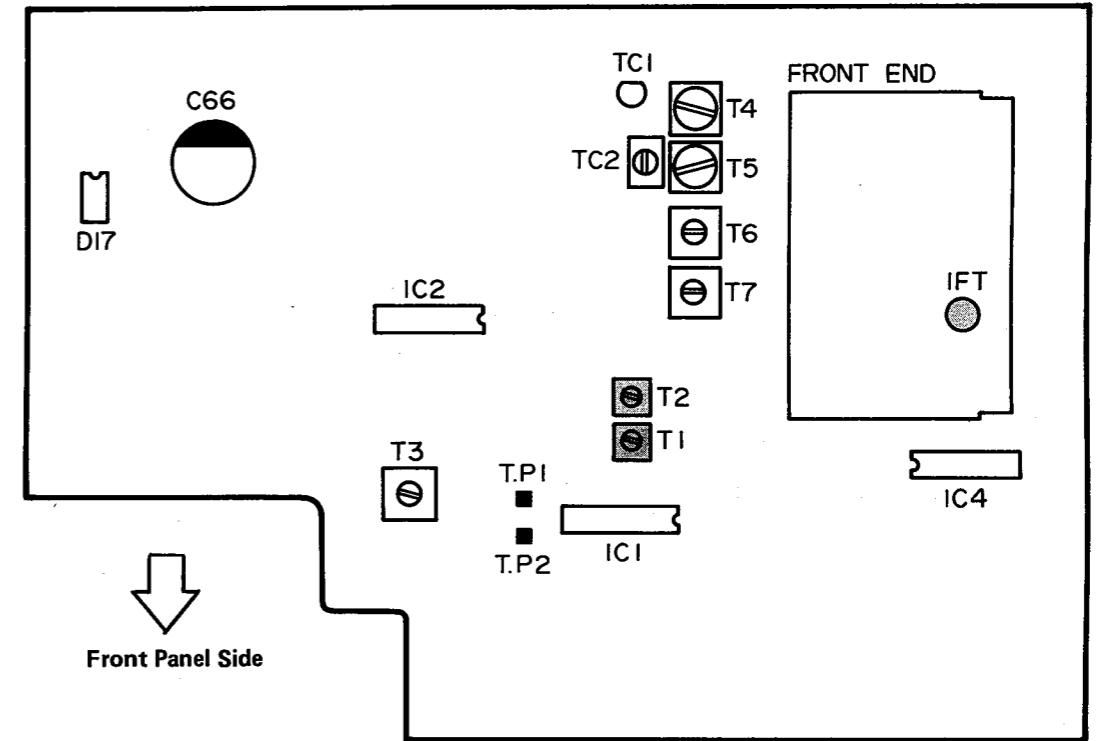 TC1
FRONT END
C66
T4
TC2
T5
D17
T6
IC2
T7
IFT
T2
T1
T3
T.P1
IC4
T.P2
IC1
Front Panel Side